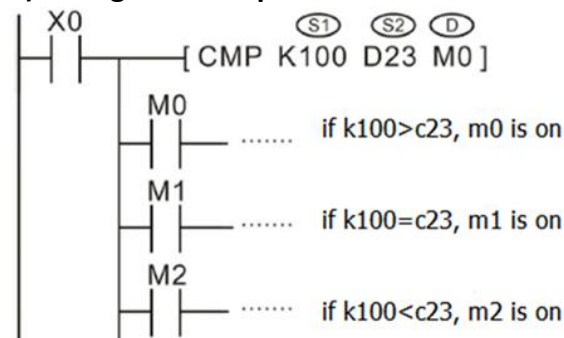 X0 S1 S2 D
[ CMP K100 D23 M0 ]
M0
....... if k100>c23, m0 is on
M1
....... if k100=c23, m1 is on
M2
....... if k100<c23, m2 is on